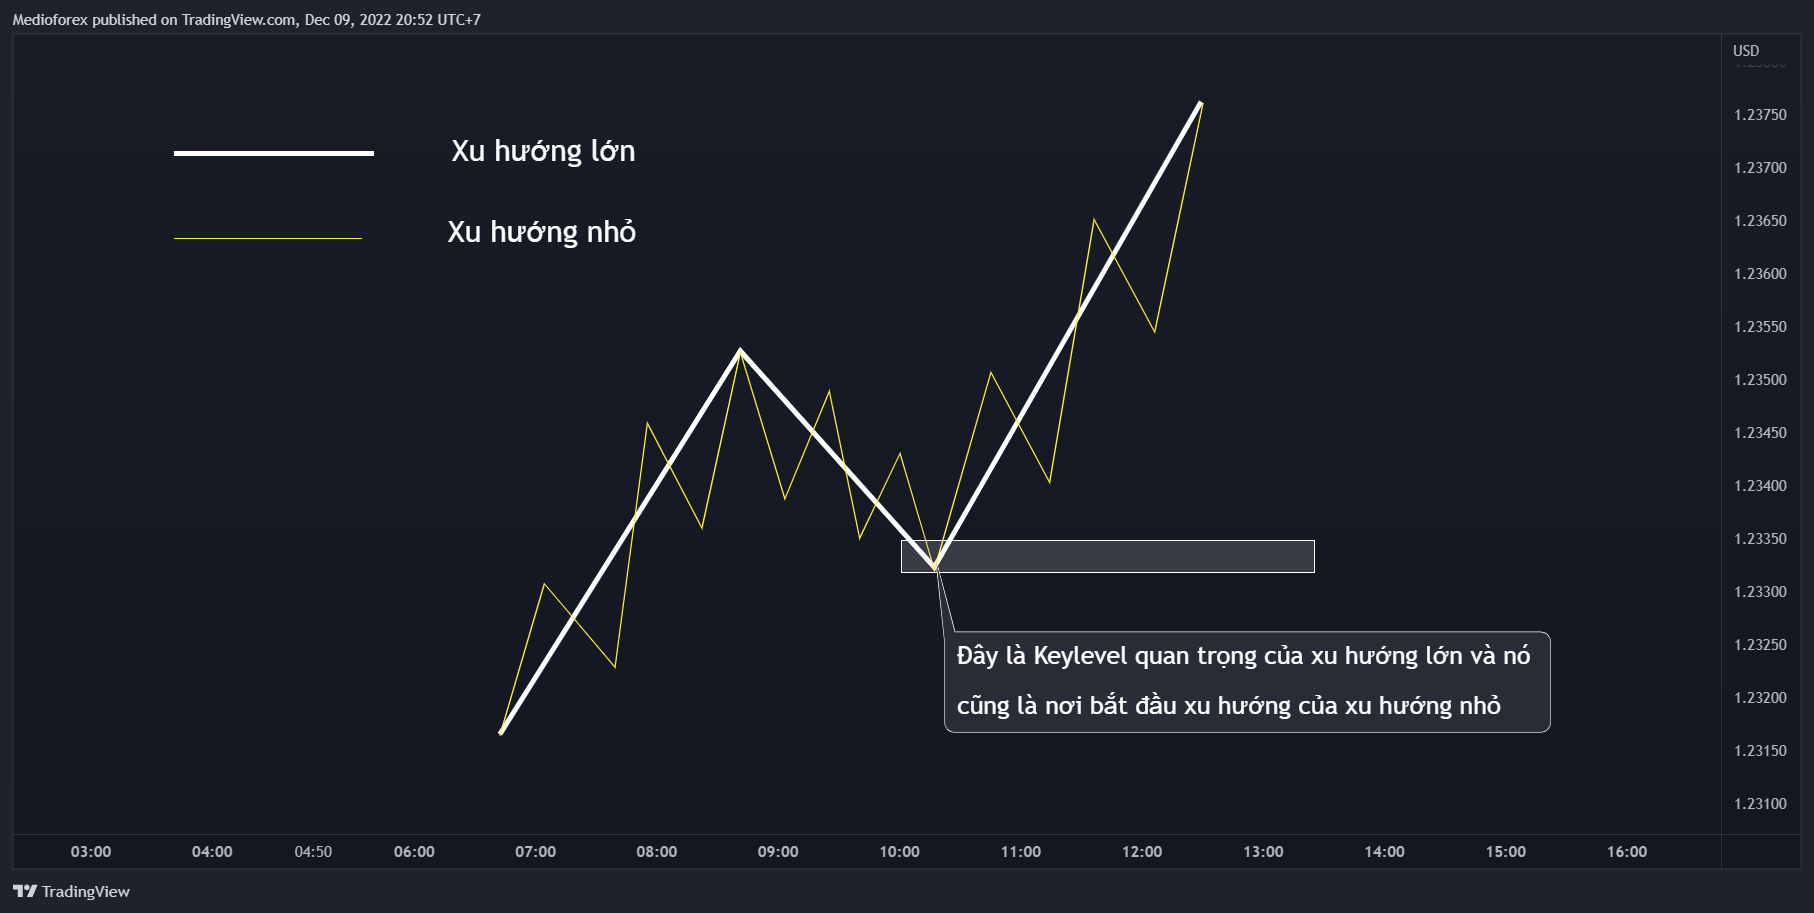 Medioforex published on TradingView.com, Dec 09, 2022 20:52 UTC+7
USD
Xu hướng lớn
Xu hướng nhỏ
1.23750
1.23700
1.23650
1.23600
1.23550
1.23500
1.23450
1.23400
1.23350
1.23300
1.23250
1.23200
1.23150
1.23100
Đây là Keylevel quan trọng của xu hướng lớn và nó
cũng là nơi bắt đầu xu hướng của xu hướng nhỏ
03:00 04:00 04:50 06:00 07:00 08:00 09:00 10:00 11:00 12:00 13:00 14:00 15:00 16:00
TradingView